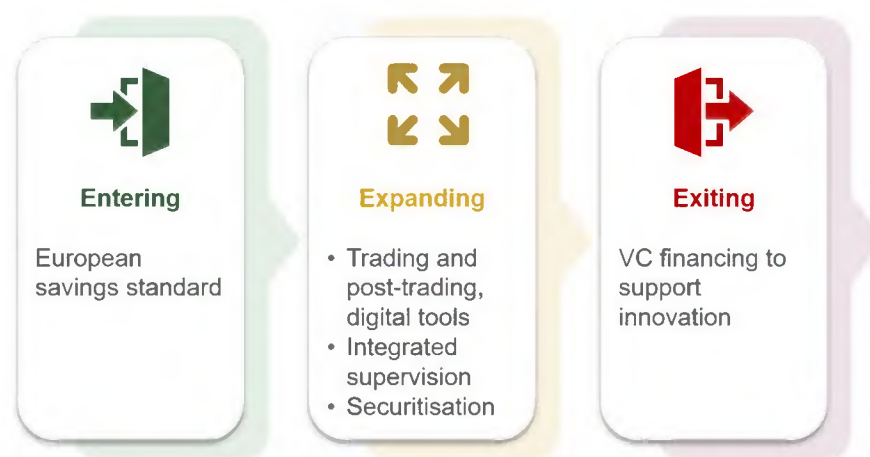 Entering
European
savings standard
Expanding
• Trading and
post-trading,
digital tools
• Integrated
supervision
• Securitisation
Exiting
VC financing to
support
innovation